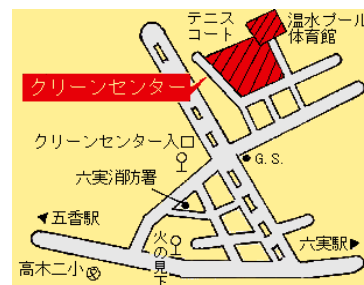 テニス
コート
温水プール
体育館
クリーンセンター
クリーンセンター入口
G.S.
六実消防署
五香駅
火の見下
六実駅
高木二小